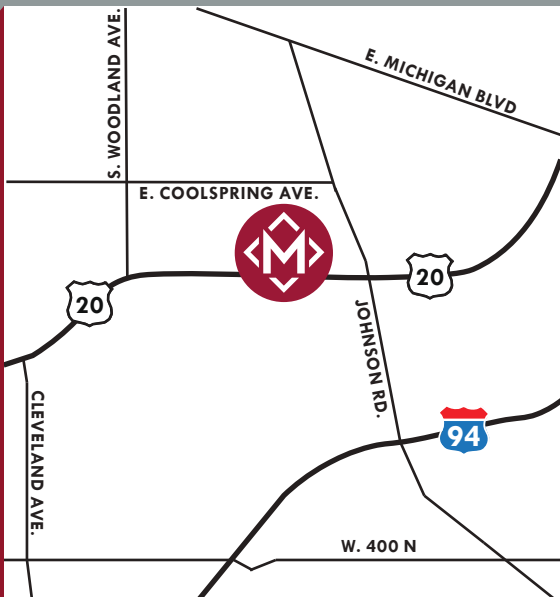 S. WOODLAND AVE.
E. MICHIGAN BLVD
E. COOLSPRING AVE.
M
20
20
JOHNSON RD.
CLEVELAND AVE.
94
W. 400 N